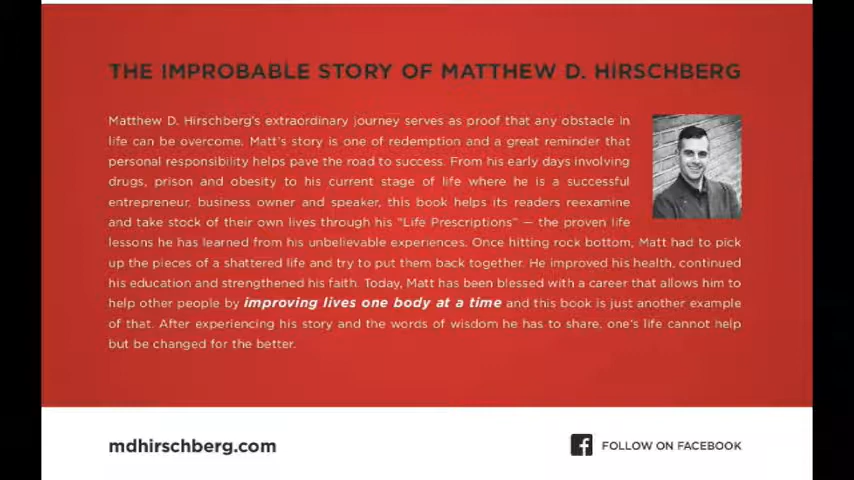 THE IMPROBABLE STORY OF MATTHEW D. HIRSCHBERG
Matthew D. Hirschberg's extraordinary journey serves as proof that any obstacle in
life can be overcome. Matt's story is one of redemption and a great reminder that
personal responsibility helps pave the road to success. From his early days involving
drugs, prison and obesity to his current stage of life where he is a successful
entrepreneur, business owner and speaker, this book helps its readers reexamine
and take stock of their own lives through his "Life Prescriptions" — the proven life
lessons he has learned from his unbelievable experiences. Once hitting rock bottom, Matt had to pick
up the pieces of a shattered life and try to put them back together. He improved his health, continued
his education and strengthened his faith. Today, Matt has been blessed with a career that allows him to
help other people by improving lives one body at a time and this book is just another example
of that. After experiencing his story and the words of wisdom he has to share, one's life cannot help
but be changed for the better.
mdhirschberg.com
FOLLOW ON FACEBOOK